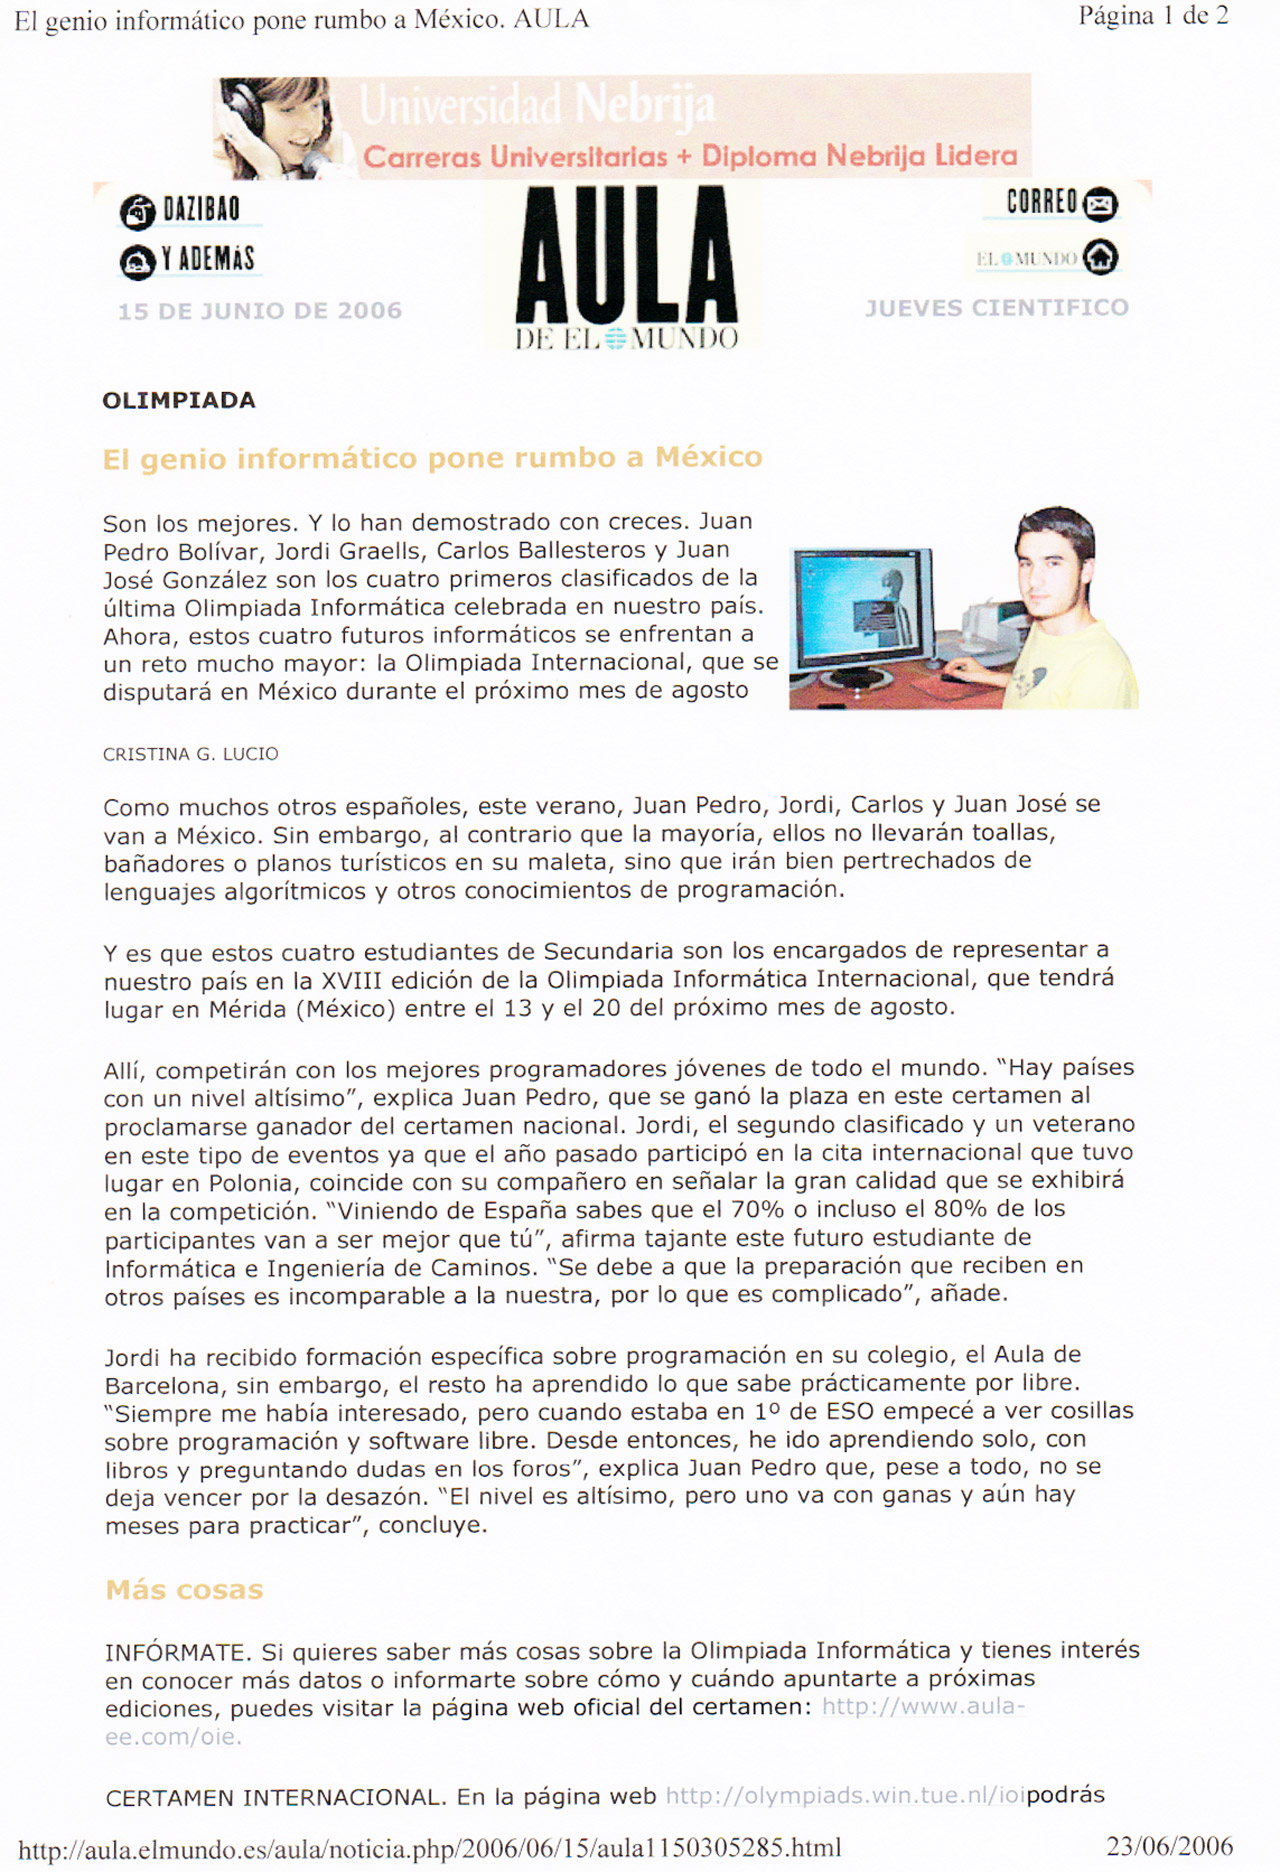 El genio informático pone rumbo a México. AULA
Página 1 de 2
Universidad Nebrija
Carreras Universitarias + Diploma Nebrija Lidera
DAZIBAO
Y ADEMÁS
15 DE JUNIO DE 2006
AULA
DE EL MUNDO
CORREO
EL MUNDO
JUEVES CIENTIFICO
OLIMPIADA
El genio informático pone rumbo a México
Son los mejores. Y lo han demostrado con creces. Juan
Pedro Bolívar, Jordi Graells, Carlos Ballesteros y Juan
José González son los cuatro primeros clasificados de la
última Olimpiada Informática celebrada en nuestro país.
Ahora, estos cuatro futuros informáticos se enfrentan a
un reto mucho mayor: la Olimpiada Internacional, que se
disputará en México durante el próximo mes de agosto
CRISTINA G. LUCIO
Como muchos otros españoles, este verano, Juan Pedro, Jordi, Carlos y Juan José se
van a México. Sin embargo, al contrario que la mayoría, ellos no llevarán toallas,
bañadores o planos turísticos en su maleta, sino que irán bien pertrechados de
lenguajes algorítmicos y otros conocimientos de programación.
Y es que estos cuatro estudiantes de Secundaria son los encargados de representar a
nuestro país en la XVIII edición de la Olimpiada Informática Internacional, que tendrá
lugar en Mérida (México) entre el 13 y el 20 del próximo mes de agosto.
Allí, competirán con los mejores programadores jóvenes de todo el mundo. “Hay países
con un nivel altísimo”, explica Juan Pedro, que se ganó la plaza en este certamen al
proclamarse ganador del certamen nacional. Jordi, el segundo clasificado y un veterano
en este tipo de eventos ya que el año pasado participó en la cita internacional que tuvo
lugar en Polonia, coincide con su compañero en señalar la gran calidad que se exhibirá
en la competición. “Viniendo de España sabes que el 70% o incluso el 80% de los
participantes van a ser mejor que tú”, afirma tajante este futuro estudiante de
Informática e Ingeniería de Caminos. “Se debe a que la preparación que reciben en
otros países es incomparable a la nuestra, por lo que es complicado”, añade.
Jordi ha recibido formación específica sobre programación en su colegio, el Aula de
Barcelona, sin embargo, el resto ha aprendido lo que sabe prácticamente por libre.
“Siempre me había interesado, pero cuando estaba en 1º de ESO empecé a ver cosillas
sobre programación y software libre. Desde entonces, he ido aprendiendo solo, con
libros y preguntando dudas en los foros”, explica Juan Pedro que, pese a todo, no se
deja vencer por la desazón. “El nivel es altísimo, pero uno va con ganas y aún hay
meses para practicar”, concluye.
Más cosas
INFÓRMATE. Si quieres saber más cosas sobre la Olimpiada Informática y tienes interés
en conocer más datos o informarte sobre cómo y cuándo apuntarte a próximas
ediciones, puedes visitar la página web oficial del certamen: http://www.aula-
ee.com/oie.
CERTAMEN INTERNACIONAL. En la página web http://olympiads.win.tue.nl/ioipodrás
http://aula.elmundo.es/aula/noticia.php/2006/06/15/aula1150305285.html
23/06/2006